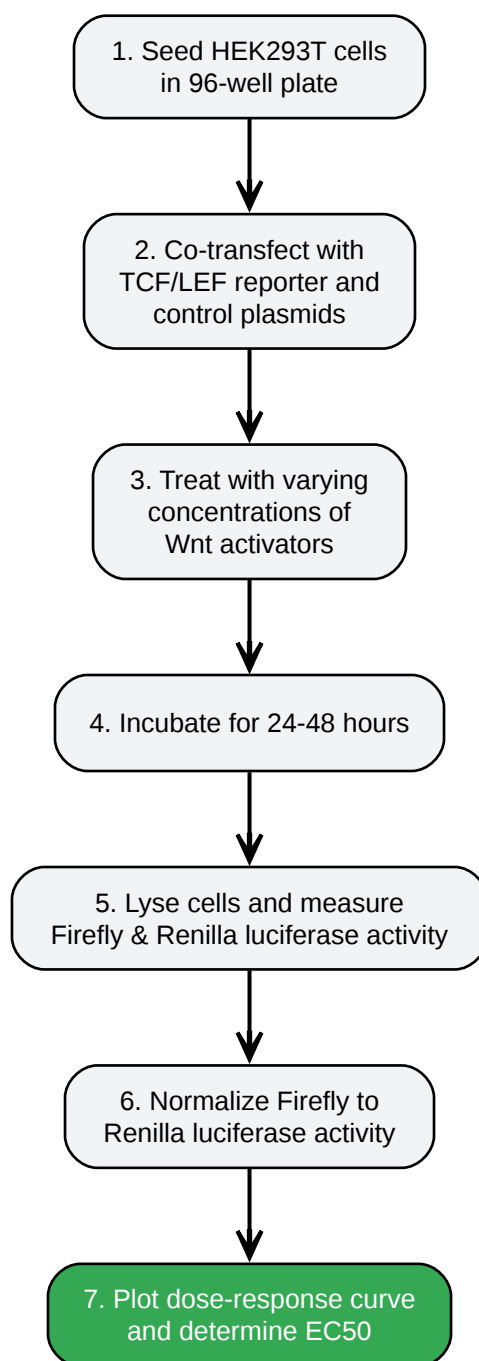 1. Seed HEK293T cells
in 96-well plate
2. Co-transfect with
TCF/LEF reporter and
control plasmids
3. Treat with varying
concentrations of
Wnt activators
4. Incubate for 24-48 hours
5. Lyse cells and measure
Firefly & Renilla luciferase activity
6. Normalize Firefly to
Renilla luciferase activity
7. Plot dose-response curve
and determine EC50